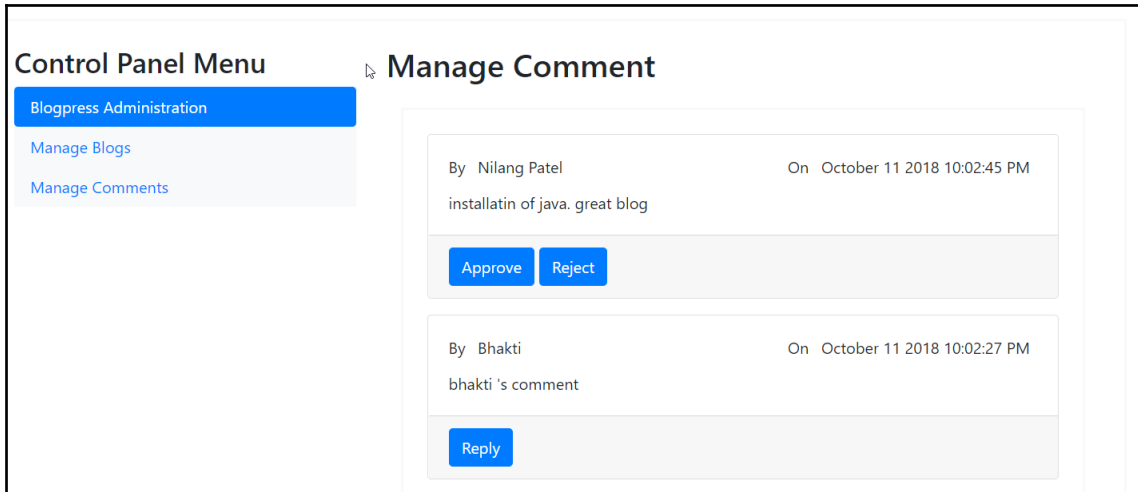 Control Panel Menu
Blogpress Administration
Manage Blogs
Manage Comments
Manage Comment
By Nilang Patel On October 11 2018 10:02:45 PM
installatin of java. great blog
Approve Reject
By Bhakti On October 11 2018 10:02:27 PM
bhakti 's comment
Reply